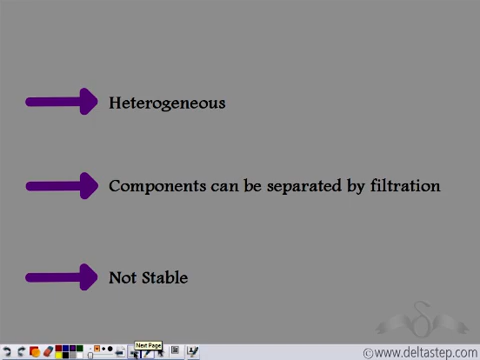 Heterogeneous
Components can be separated by filtration
Not Stable
Next Page
©www.deltastep.com